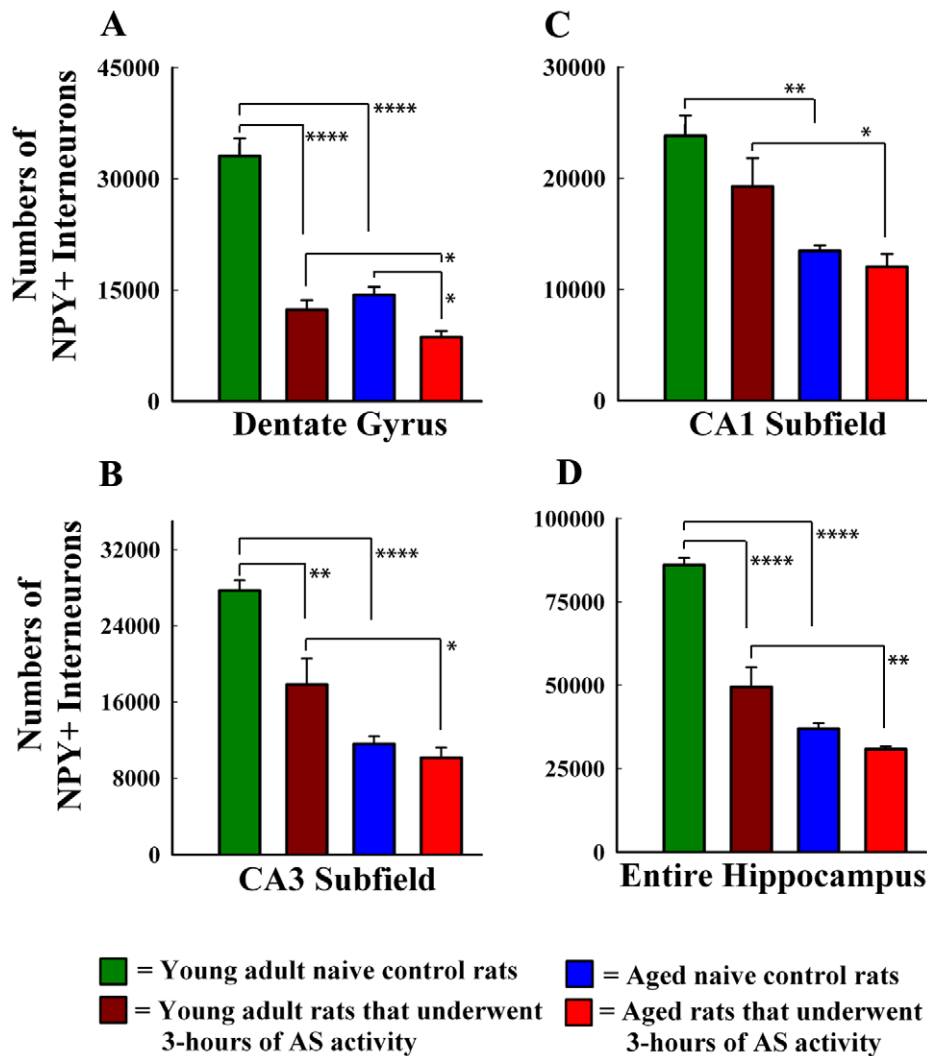 A
Numbers of
NPY+ Interneurons
45000
30000
15000
0
****
****
*
*
Dentate Gyrus
C
30000
20000
10000
0
**
*
CA1 Subfield
B
Numbers of
NPY+ Interneurons
32000
24000
16000
8000
0
****
**
*
CA3 Subfield
D
100000
75000
50000
25000
0
****
****
**
Entire Hippocampus
= Young adult naive control rats
= Young adult rats that underwent
3-hours of AS activity
= Aged naive control rats
= Aged rats that underwent
3-hours of AS activity